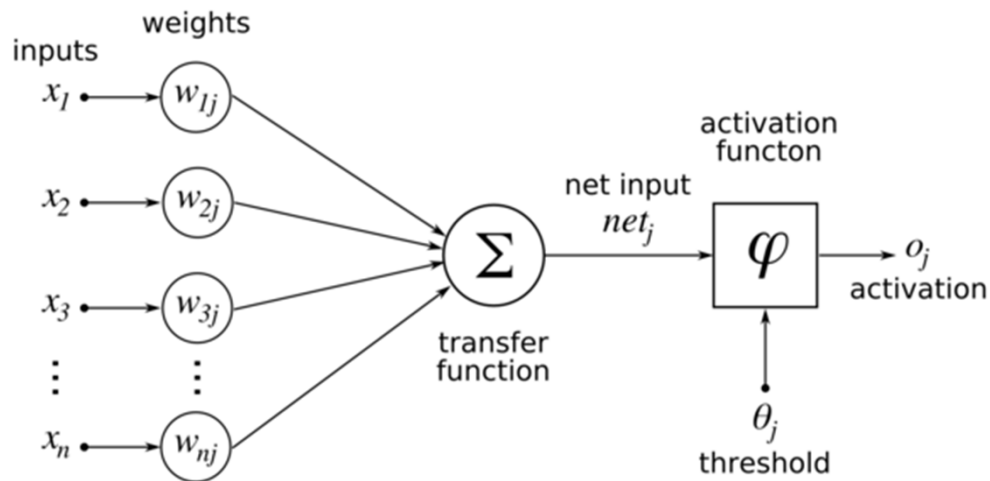 inputs
weights
x1
w1j
x2
w2j
x3
w3j
⋮
⋮
xn
wnj
Σ
transfer
function
net input
netj
activation
functon
φ
oj
activation
θj
threshold